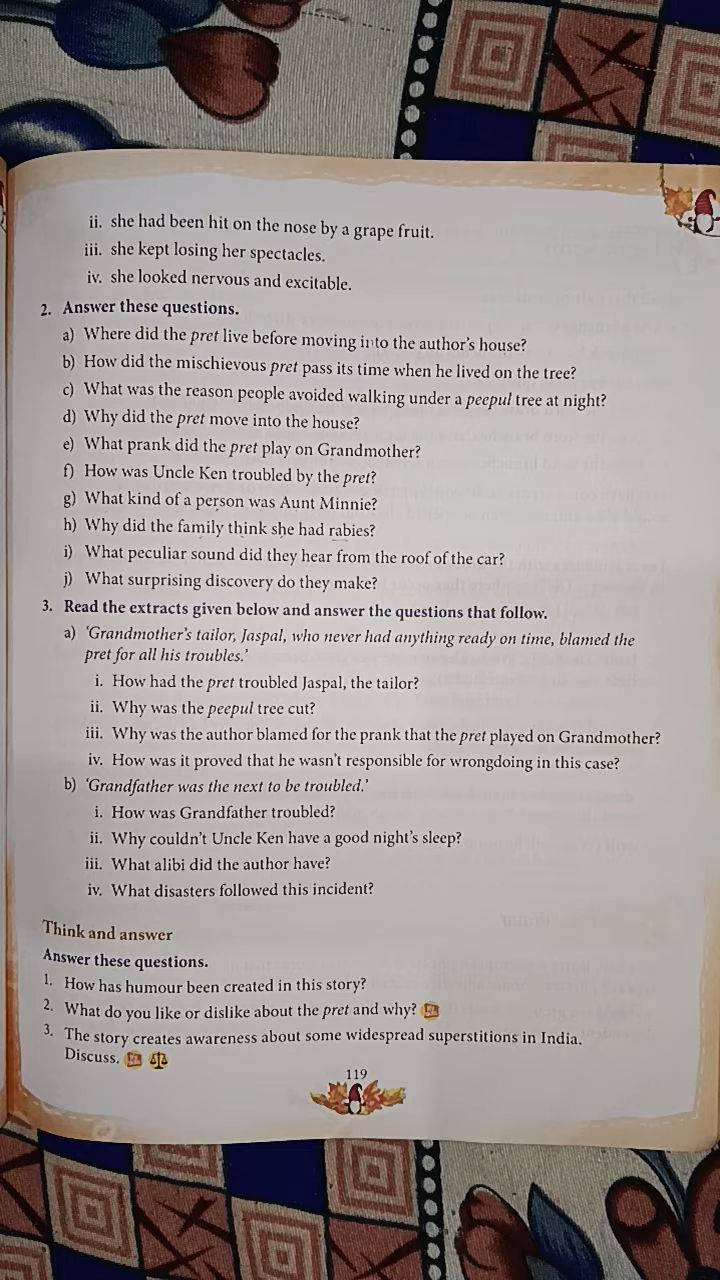 ii. she had been hit on the nose by a grape fruit.
iii. she kept losing her spectacles.
iv. she looked nervous and excitable.
2. Answer these questions.
a) Where did the pret live before moving into the author's house?
b) How did the mischievous pret pass its time when he lived on the tree?
c) What was the reason people avoided walking under a peepul tree at night?
d) Why did the pret move into the house?
e) What prank did the pret play on Grandmother?
f) How was Uncle Ken troubled by the pret?
g) What kind of a person was Aunt Minnie?
h) Why did the family think she had rabies?
i) What peculiar sound did they hear from the roof of the car?
j) What surprising discovery do they make?
3. Read the extracts given below and answer the questions that follow.
a) 'Grandmother's tailor, Jaspal, who never had anything ready on time, blamed the
pret for all his troubles.'
i. How had the pret troubled Jaspal, the tailor?
ii. Why was the peepul tree cut?
iii. Why was the author blamed for the prank that the pret played on Grandmother?
iv. How was it proved that he wasn't responsible for wrongdoing in this case?
b) 'Grandfather was the next to be troubled.'
i. How was Grandfather troubled?
ii. Why couldn't Uncle Ken have a good night's sleep?
iii. What alibi did the author have?
iv. What disasters followed this incident?
Think and answer
Answer these questions.
1. How has humour been created in this story?
2. What do you like or dislike about the pret and why?
3. The story creates awareness about some widespread superstitions in India.
Discuss.
119